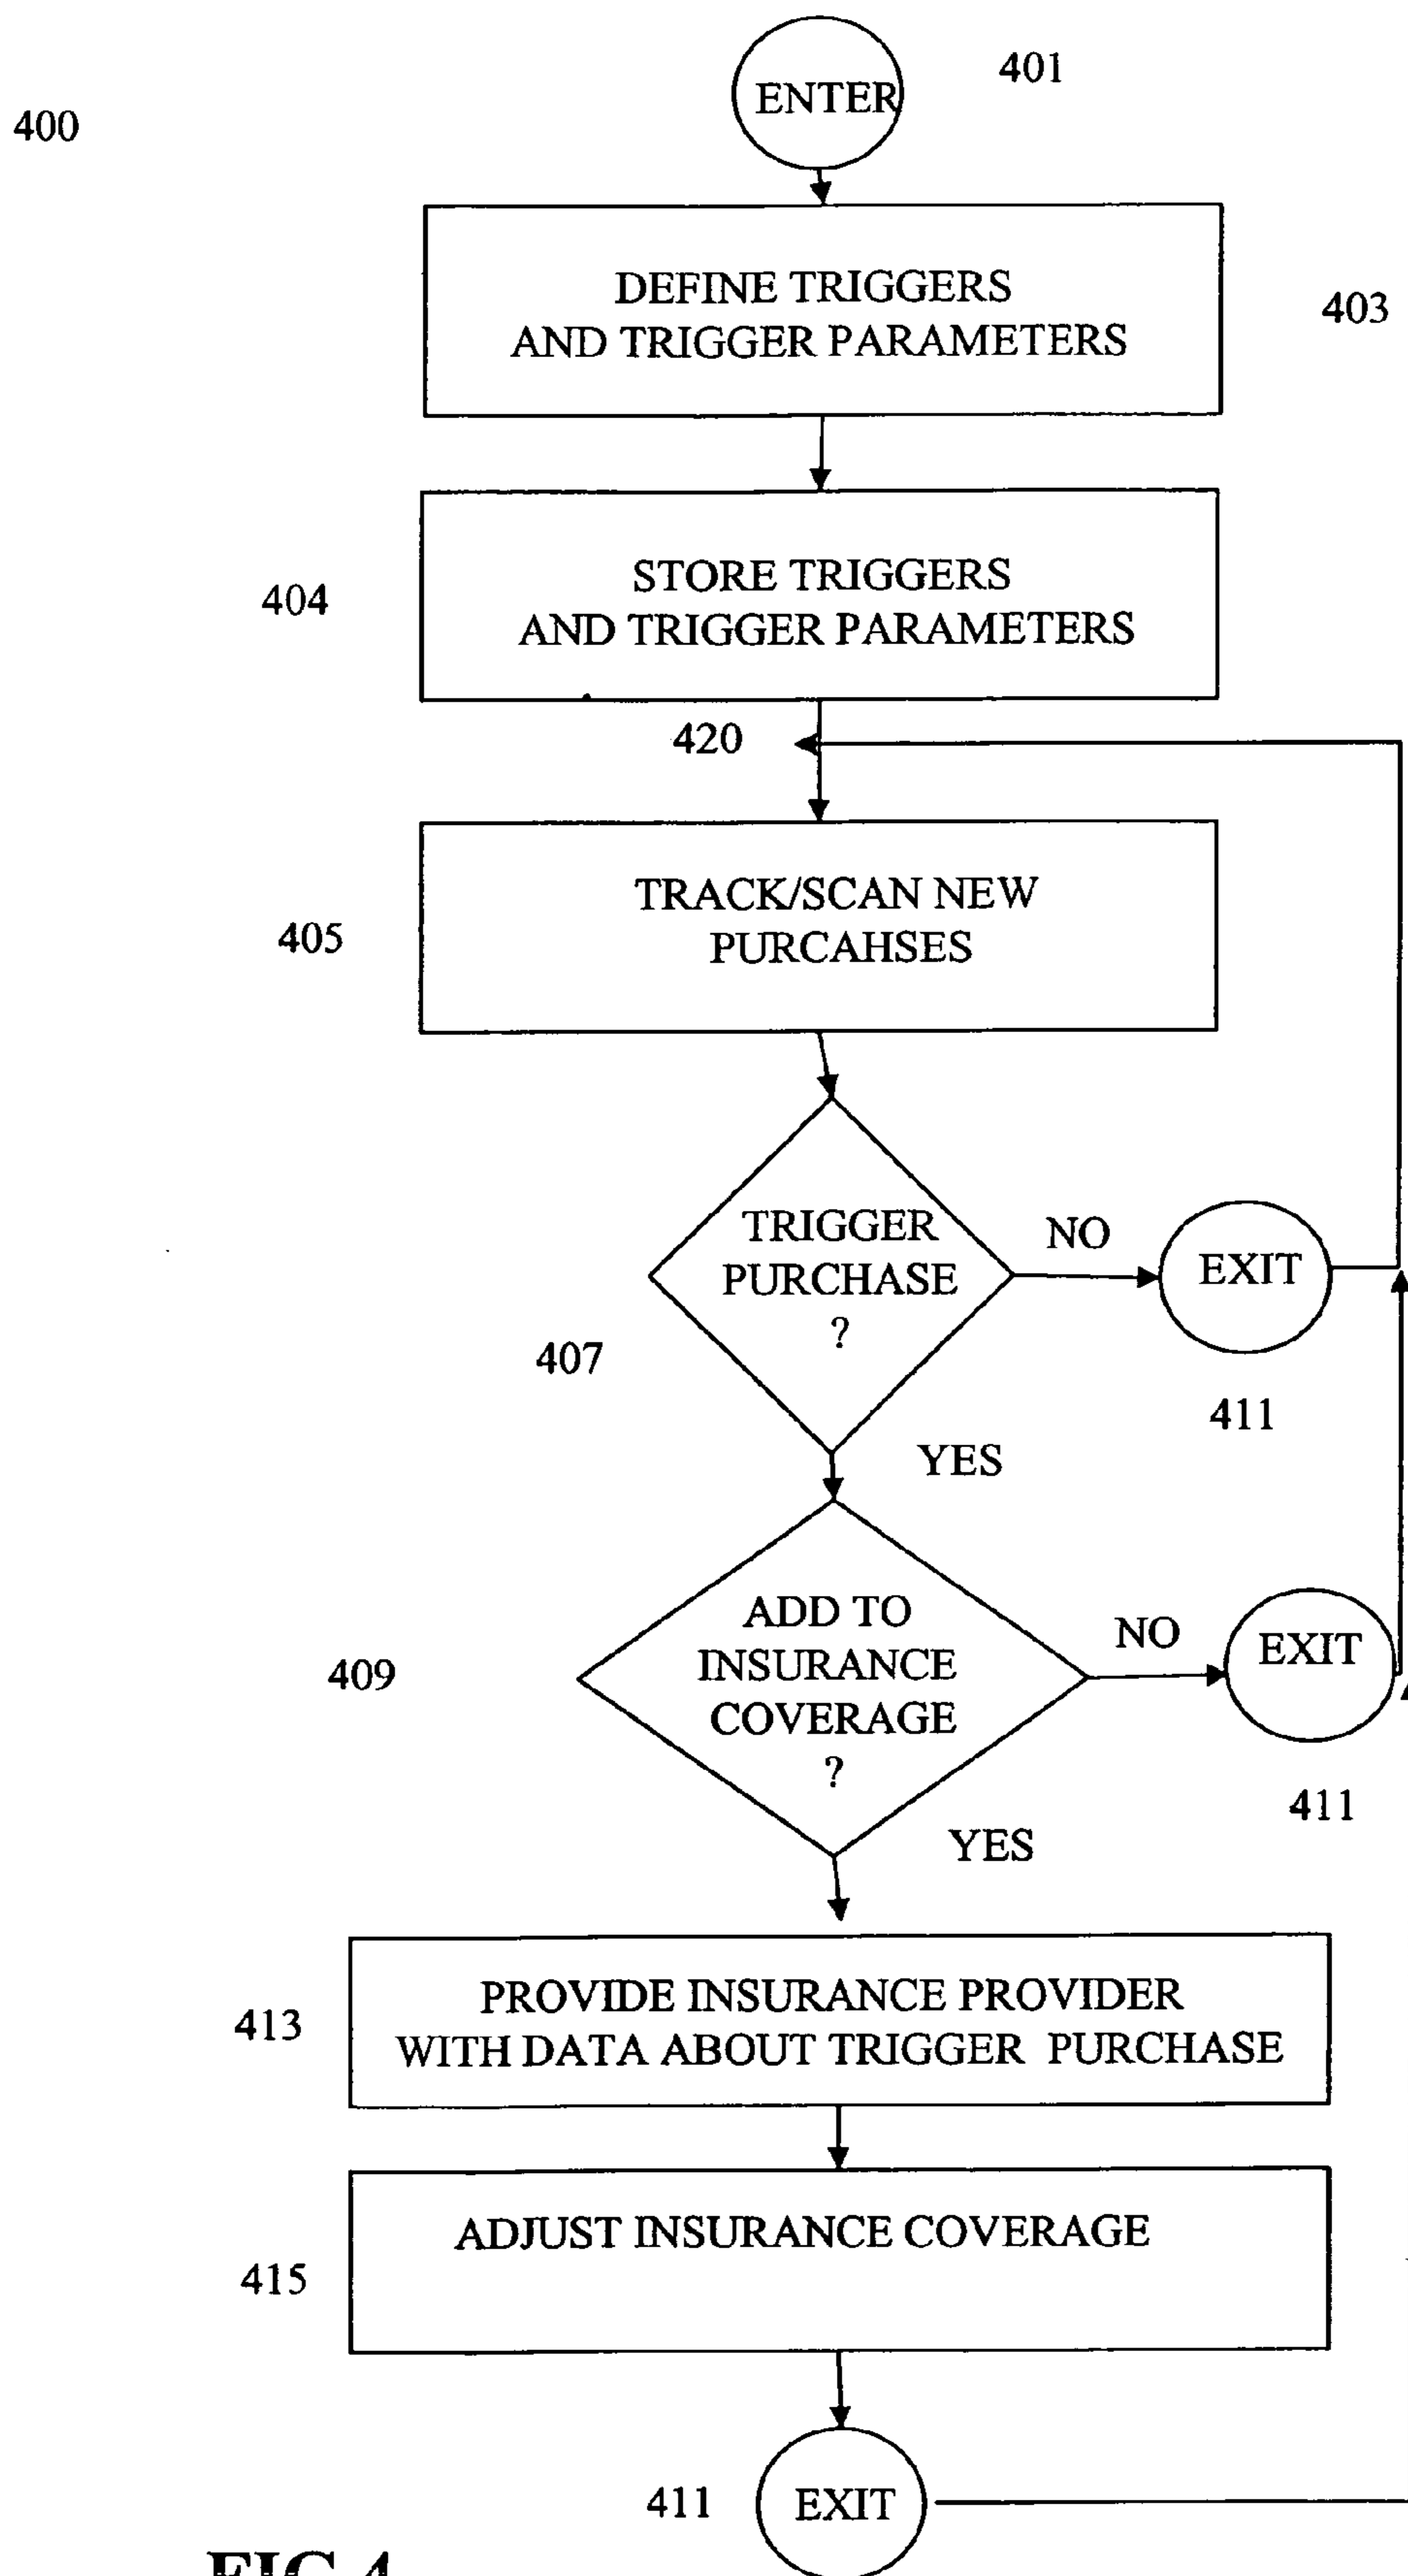 401
ENTER
400
DEFINE TRIGGERS
AND TRIGGER PARAMETERS
403
STORE TRIGGERS
AND TRIGGER PARAMETERS
404
420
TRACK/SCAN NEW
PURCAHSES
405
TRIGGER
PURCHASE
?
NO
EXIT
407
411
YES
ADD TO
INSURANCE
COVERAGE
?
NO
EXIT
409
411
YES
PROVIDE INSURANCE PROVIDER
WITH DATA ABOUT TRIGGER PURCHASE
413
ADJUST INSURANCE COVERAGE
415
411
EXIT
FIG 4